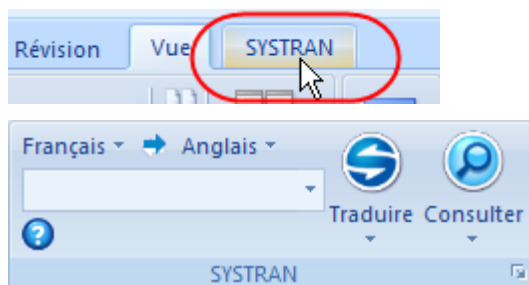 Révision Vue SYSTRAN
Français Anglais
Traduire Consulter
SYSTRAN